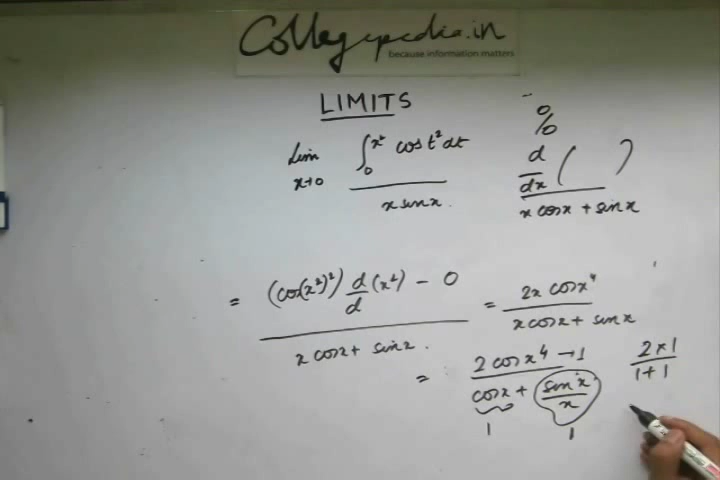 Collegepedia.in
because information matters
LIMITS
Lim x→0 ∫₀^x² cos t² dt / x sin x.
0/0
d/dx ( ) / x cos x + sin x
= (cos(x²)²) d/d (x²) − 0 / x cos x + sin x.
= 2x cos x⁴ / x cos x + sin x
= 2 cos x⁴ → 1 / cos x + sin x / x
1 1
2×1 / 1+1